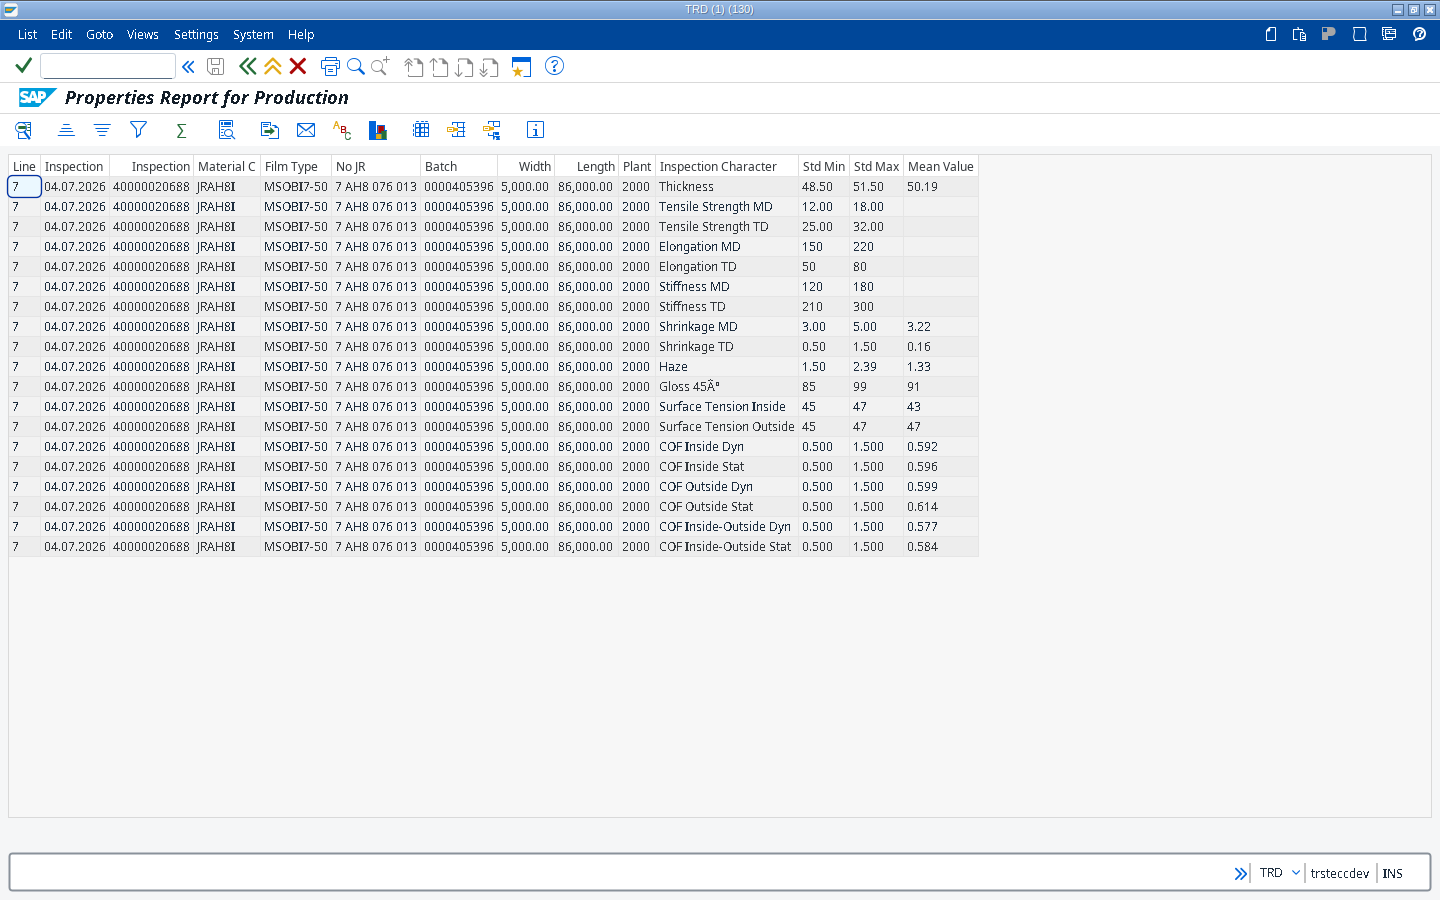 TRD (1) (130)
List Edit Goto Views Settings System Help
SAP Properties Report for Production
Line Inspection Inspection Material C Film Type No JR Batch Width Length Plant Inspection Character Std Min Std Max Mean Value
7 04.07.2026 40000020688 JRAH8I MSOBI7-50 7 AH8 076 013 0000405396 5,000.00 86,000.00 2000 Thickness 48.50 51.50 50.19
7 04.07.2026 40000020688 JRAH8I MSOBI7-50 7 AH8 076 013 0000405396 5,000.00 86,000.00 2000 Tensile Strength MD 12.00 18.00
7 04.07.2026 40000020688 JRAH8I MSOBI7-50 7 AH8 076 013 0000405396 5,000.00 86,000.00 2000 Tensile Strength TD 25.00 32.00
7 04.07.2026 40000020688 JRAH8I MSOBI7-50 7 AH8 076 013 0000405396 5,000.00 86,000.00 2000 Elongation MD 150 220
7 04.07.2026 40000020688 JRAH8I MSOBI7-50 7 AH8 076 013 0000405396 5,000.00 86,000.00 2000 Elongation TD 50 80
7 04.07.2026 40000020688 JRAH8I MSOBI7-50 7 AH8 076 013 0000405396 5,000.00 86,000.00 2000 Stiffness MD 120 180
7 04.07.2026 40000020688 JRAH8I MSOBI7-50 7 AH8 076 013 0000405396 5,000.00 86,000.00 2000 Stiffness TD 210 300
7 04.07.2026 40000020688 JRAH8I MSOBI7-50 7 AH8 076 013 0000405396 5,000.00 86,000.00 2000 Shrinkage MD 3.00 5.00 3.22
7 04.07.2026 40000020688 JRAH8I MSOBI7-50 7 AH8 076 013 0000405396 5,000.00 86,000.00 2000 Shrinkage TD 0.50 1.50 0.16
7 04.07.2026 40000020688 JRAH8I MSOBI7-50 7 AH8 076 013 0000405396 5,000.00 86,000.00 2000 Haze 1.50 2.39 1.33
7 04.07.2026 40000020688 JRAH8I MSOBI7-50 7 AH8 076 013 0000405396 5,000.00 86,000.00 2000 Gloss 45Âº 85 99 91
7 04.07.2026 40000020688 JRAH8I MSOBI7-50 7 AH8 076 013 0000405396 5,000.00 86,000.00 2000 Surface Tension Inside 45 47 43
7 04.07.2026 40000020688 JRAH8I MSOBI7-50 7 AH8 076 013 0000405396 5,000.00 86,000.00 2000 Surface Tension Outside 45 47 47
7 04.07.2026 40000020688 JRAH8I MSOBI7-50 7 AH8 076 013 0000405396 5,000.00 86,000.00 2000 COF Inside Dyn 0.500 1.500 0.592
7 04.07.2026 40000020688 JRAH8I MSOBI7-50 7 AH8 076 013 0000405396 5,000.00 86,000.00 2000 COF Inside Stat 0.500 1.500 0.596
7 04.07.2026 40000020688 JRAH8I MSOBI7-50 7 AH8 076 013 0000405396 5,000.00 86,000.00 2000 COF Outside Dyn 0.500 1.500 0.599
7 04.07.2026 40000020688 JRAH8I MSOBI7-50 7 AH8 076 013 0000405396 5,000.00 86,000.00 2000 COF Outside Stat 0.500 1.500 0.614
7 04.07.2026 40000020688 JRAH8I MSOBI7-50 7 AH8 076 013 0000405396 5,000.00 86,000.00 2000 COF Inside-Outside Dyn 0.500 1.500 0.577
7 04.07.2026 40000020688 JRAH8I MSOBI7-50 7 AH8 076 013 0000405396 5,000.00 86,000.00 2000 COF Inside-Outside Stat 0.500 1.500 0.584
TRD trsteccdev INS